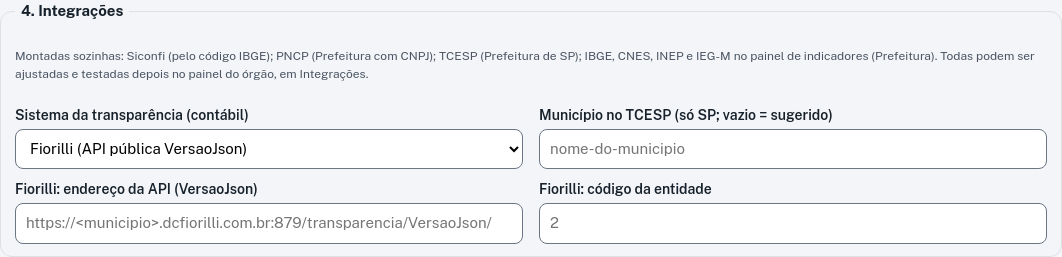 4. Integrações
Montadas sozinhas: Siconfi (pelo código IBGE); PNCP (Prefeitura com CNPJ); TCESP (Prefeitura de SP); IBGE, CNES, INEP e IEG-M no painel de indicadores (Prefeitura). Todas podem ser
ajustadas e testadas depois no painel do órgão, em Integrações.
Sistema da transparência (contábil)
Município no TCESP (só SP; vazio = sugerido)
Fiorilli (API pública VersaoJson)
nome-do-municipio
Fiorilli: endereço da API (VersaoJson)
Fiorilli: código da entidade
https://<municipio>.dcfiorilli.com.br:879/transparencia/VersaoJson/
2